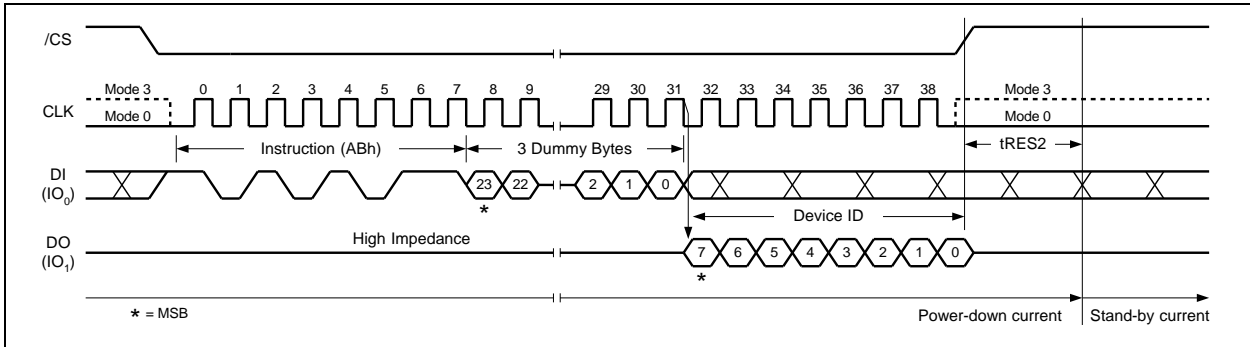 /CS
0 1 2 3 4 5 6 7 8 9 29 30 31 32 33 34 35 36 37 38
Mode 3 Mode 3
CLK
Mode 0 Mode 0
Instruction (ABh) 3 Dummy Bytes tRES2
DI
(IO0)
23 22 2 1 0
*
Device ID
High Impedance
DO
(IO1)
7 6 5 4 3 2 1 0
*
* = MSB
Power-down current Stand-by current